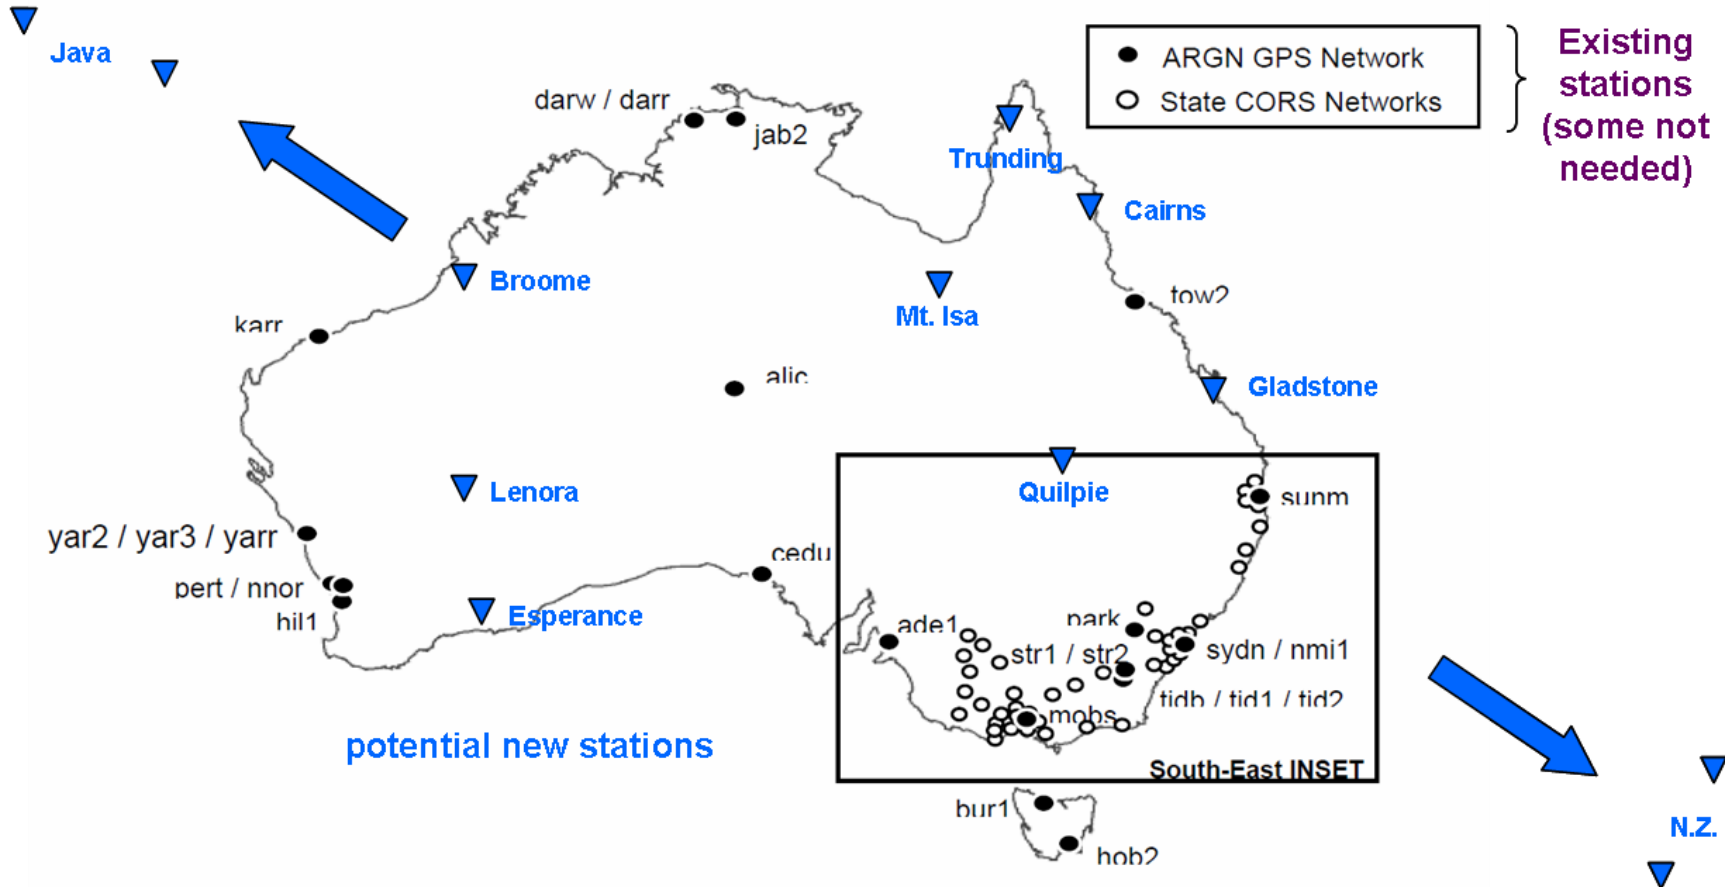 Java
darw / darr
jab2
ARGN GPS Network
State CORS Networks
Existing
stations
(some not
needed)
Trunding
Cairns
Broome
Mt. Isa
tow2
karr
alic
Gladstone
Lenora
Quilpie
sunm
yar2 / yar3 / yarr
cedu
pert / nnor
hil1
Esperance
ade1
park
str1 / str2
sydn / nmi1
tidb / tid1 / tid2
mobs
potential new stations
South-East INSET
bur1
hob2
N.Z.